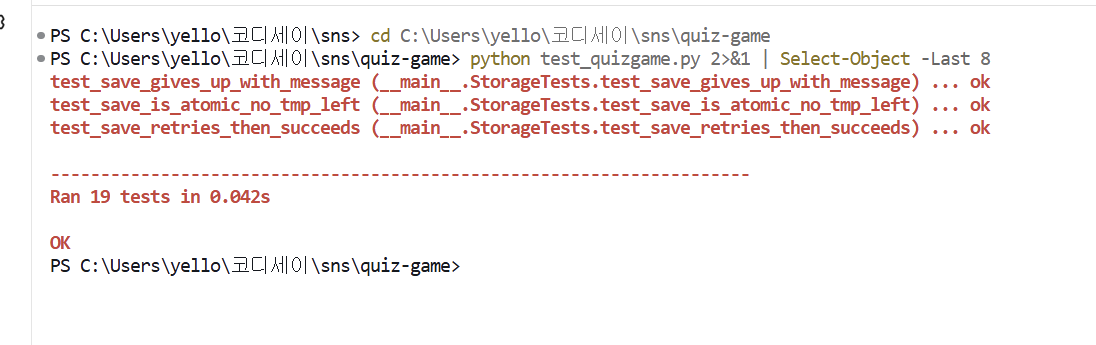 PS C:\Users\yello\코디세이\sns> cd C:\Users\yello\코디세이\sns\quiz-game
PS C:\Users\yello\코디세이\sns\quiz-game> python test_quizgame.py 2>&1 | Select-Object -Last 8
test_save_gives_up_with_message (__main__.StorageTests.test_save_gives_up_with_message) ... ok
test_save_is_atomic_no_tmp_left (__main__.StorageTests.test_save_is_atomic_no_tmp_left) ... ok
test_save_retries_then_succeeds (__main__.StorageTests.test_save_retries_then_succeeds) ... ok

----------------------------------------------------------------------
Ran 19 tests in 0.042s

OK
PS C:\Users\yello\코디세이\sns\quiz-game>